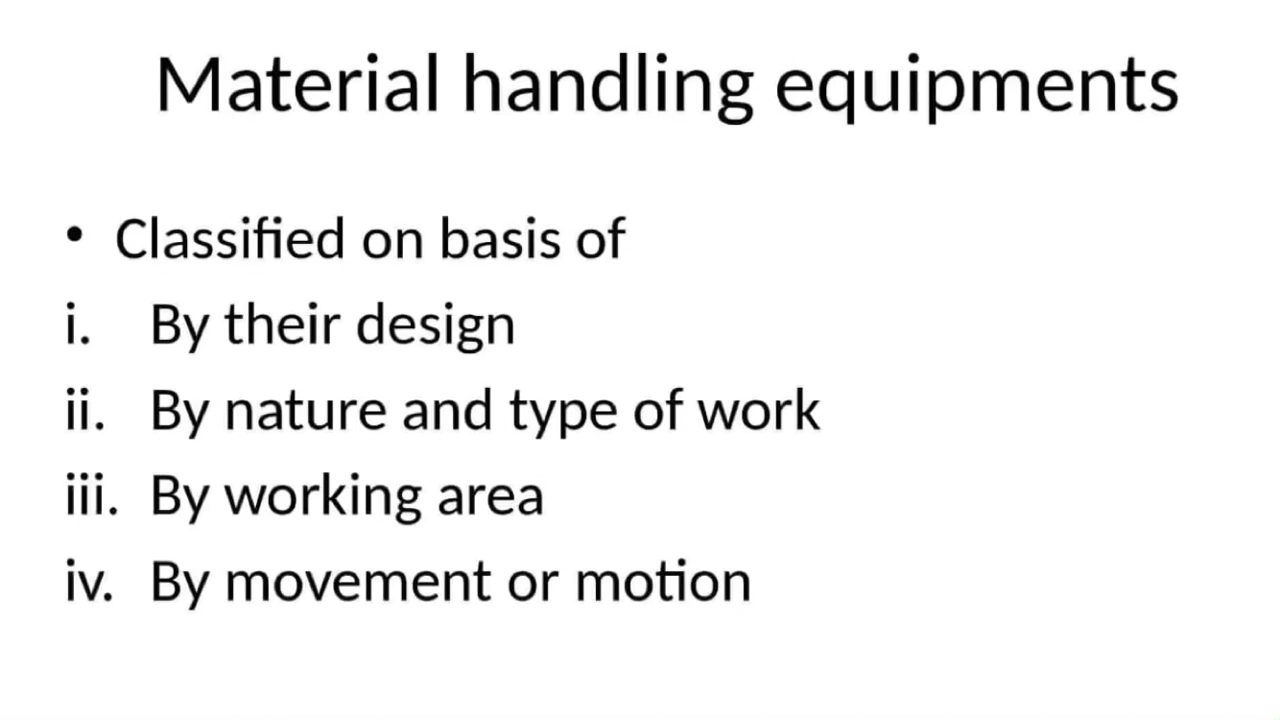 Material handling equipments
• Classified on basis of
i. By their design
ii. By nature and type of work
iii. By working area
iv. By movement or motion